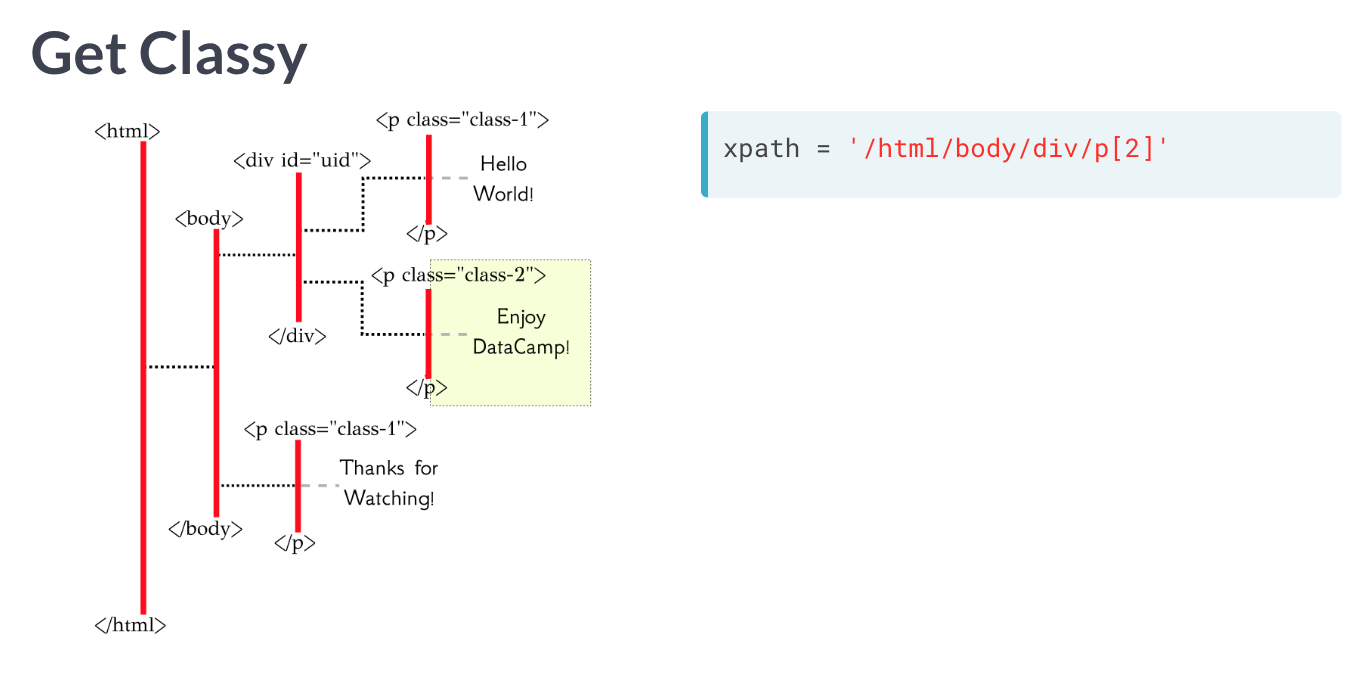 Get Classy
<html>
<div id="uid">
<body>
<p class="class-1">
Hello
World!
</p>
<p class="class-2">
Enjoy
DataCamp!
</p>
</div>
<p class="class-1">
Thanks for
Watching!
</p>
</body>
</html>
xpath = '/html/body/div/p[2]'